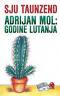 SJU TAUNZEND
ADRIJAN MOL:
GODINE LUTANJA